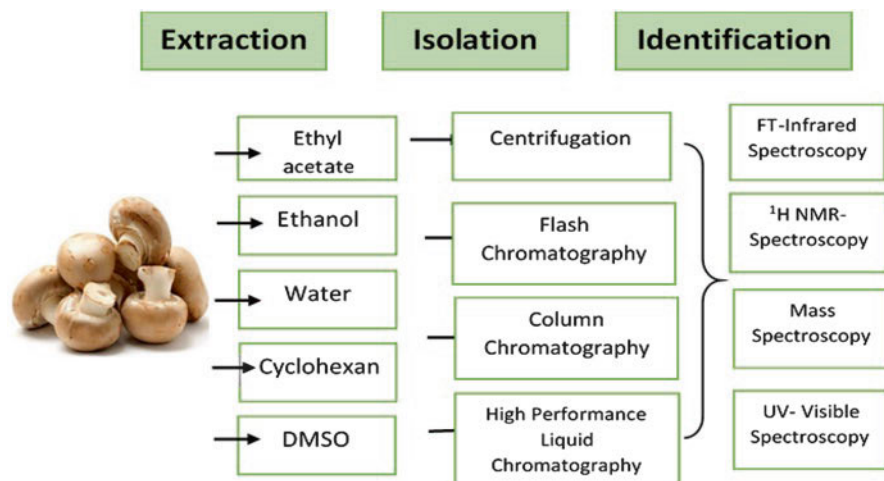 Extraction
Isolation
Identification
Ethyl
acetate
Ethanol
Water
Cyclohexan
DMSO
Centrifugation
Flash
Chromatography
Column
Chromatography
High Performance
Liquid
Chromatography
FT-Infrared
Spectroscopy
¹H NMR-
Spectroscopy
Mass
Spectroscopy
UV- Visible
Spectroscopy